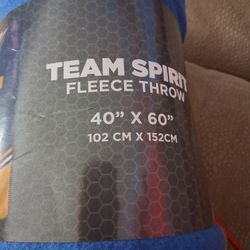 TEAM SPIRIT
FLEECE THROW
40" X 60"
102 CM X 152CM